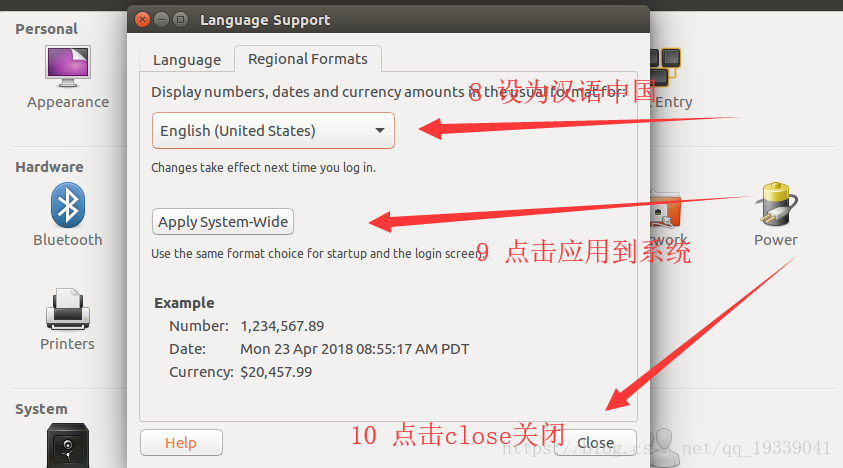 Language Support
Personal
Language
Regional Formats
Display numbers, dates and currency amounts in the usual format for:
8 设为汉语中国
Appearance
Entry
English (United States)
Changes take effect next time you log in.
Hardware
Apply System-Wide
Bluetooth
Power
Use the same format choice for startup and the login screen.
9 点击应用到系统
Example
Number: 1,234,567.89
Date: Mon 23 Apr 2018 08:55:17 AM PDT
Currency: $20,457.99
Printers
System
10 点击close关闭
Help
Close
https://blog.csdn.net/qq_19339041